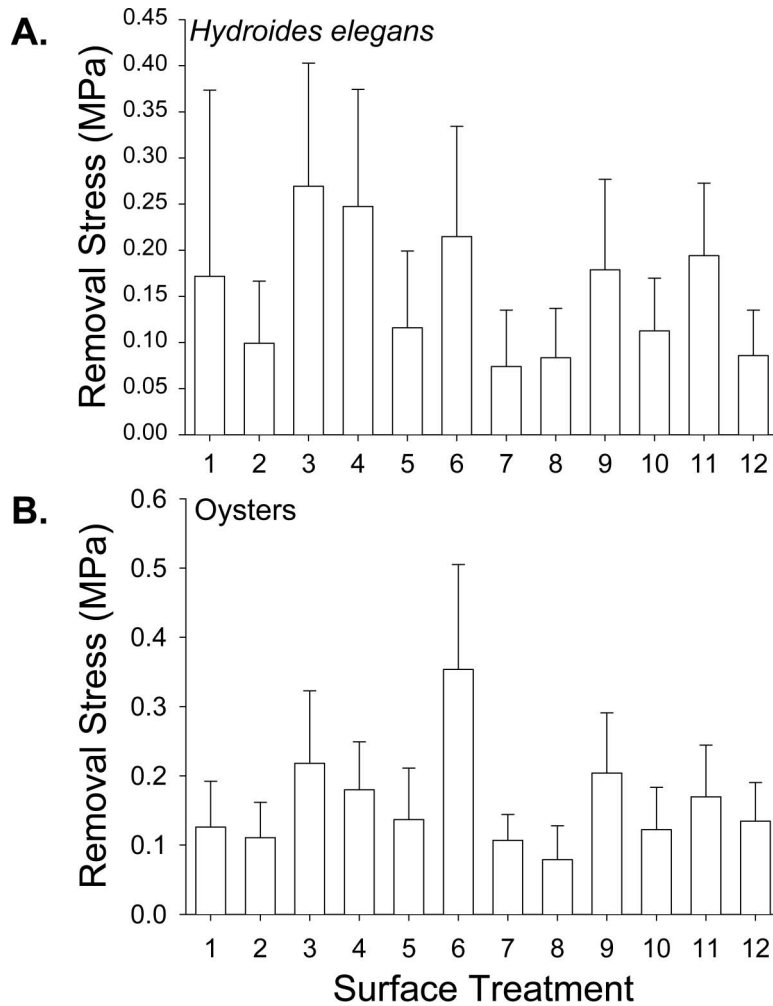 A.
Hydroides elegans
Removal Stress (MPa)
0.45
0.40
0.35
0.30
0.25
0.20
0.15
0.10
0.05
0.00
1 2 3 4 5 6 7 8 9 10 11 12
B.
Oysters
Removal Stress (MPa)
0.6
0.5
0.4
0.3
0.2
0.1
0.0
1 2 3 4 5 6 7 8 9 10 11 12
Surface Treatment